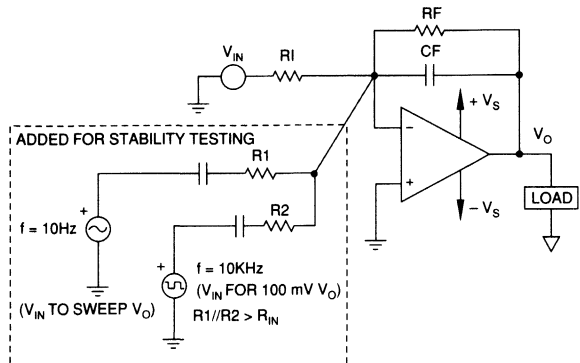 RF
V_IN
RI
CF
+ V_S
ADDED FOR STABILITY TESTING
–
V_O
R1
+
LOAD
R2
– V_S
+
f = 10Hz
+
f = 10KHz
(V_IN FOR 100 mV V_O)
(V_IN TO SWEEP V_O)
R1//R2 > R_IN